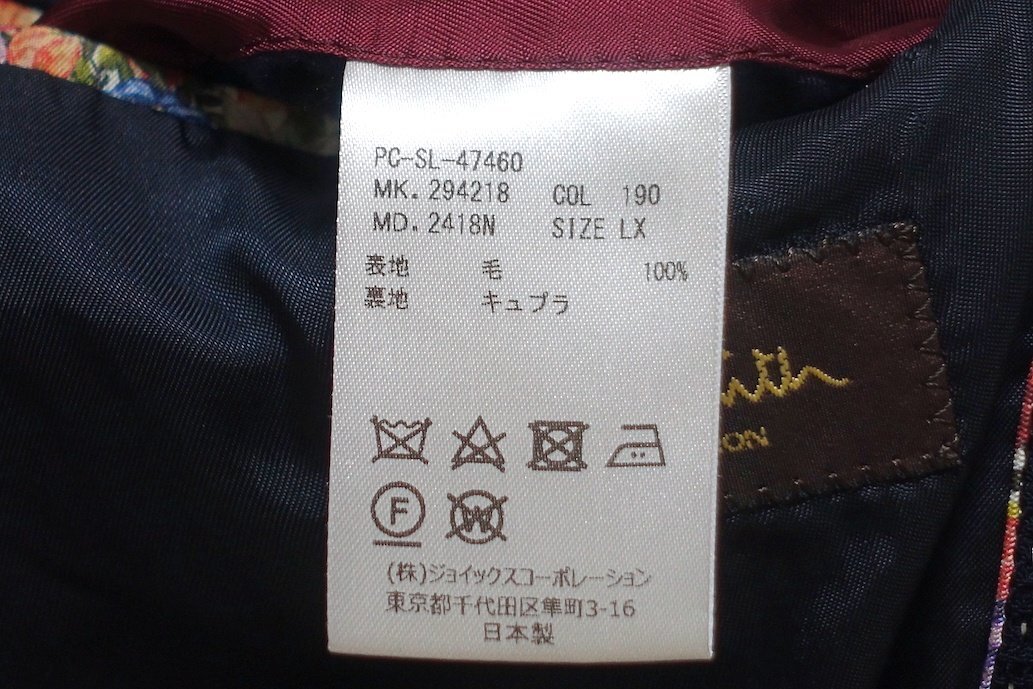 PC-SL-47460
MK. 294218 COL 190
MD. 2418N SIZE LX
表地 毛 100%
裏地 キュプラ
F W
(株)ジョイックスコーポレーション
東京都千代田区隼町3-16
日本製